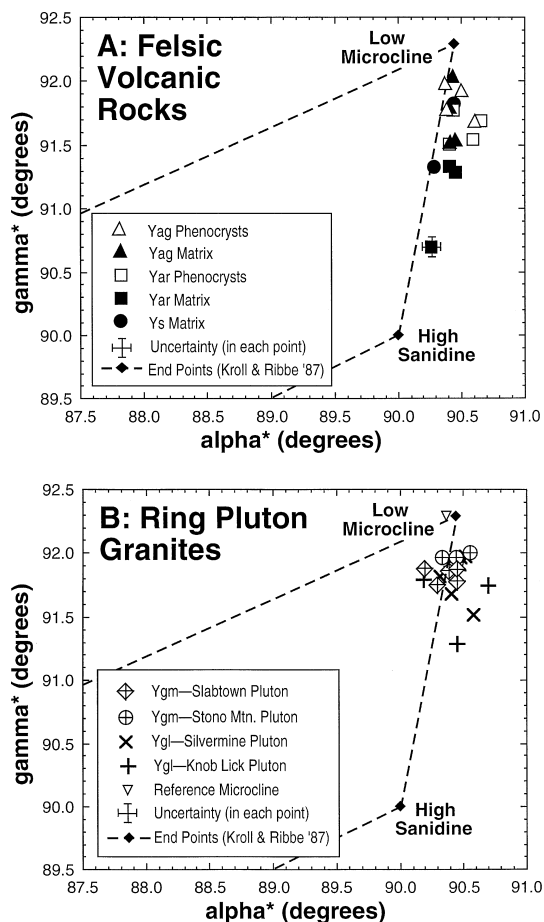 A: Felsic
Volcanic
Rocks
Low
Microcline
High
Sanidine
△ Yag Phenocrysts
▲ Yag Matrix
□ Yar Phenocrysts
■ Yar Matrix
● Ys Matrix
Uncertainty (in each point)
End Points (Kroll & Ribbe '87)
gamma* (degrees)
92.5
92.0
91.5
91.0
90.5
90.0
89.5
87.5 88.0 88.5 89.0 89.5 90.0 90.5 91.0
alpha* (degrees)
B: Ring Pluton
Granites
Low
Microcline
High
Sanidine
Ygm—Slabtown Pluton
Ygm—Stono Mtn. Pluton
Ygl—Silvermine Pluton
Ygl—Knob Lick Pluton
Reference Microcline
Uncertainty (in each point)
End Points (Kroll & Ribbe '87)
gamma* (degrees)
92.5
92.0
91.5
91.0
90.5
90.0
89.5
87.5 88.0 88.5 89.0 89.5 90.0 90.5 91.0
alpha* (degrees)